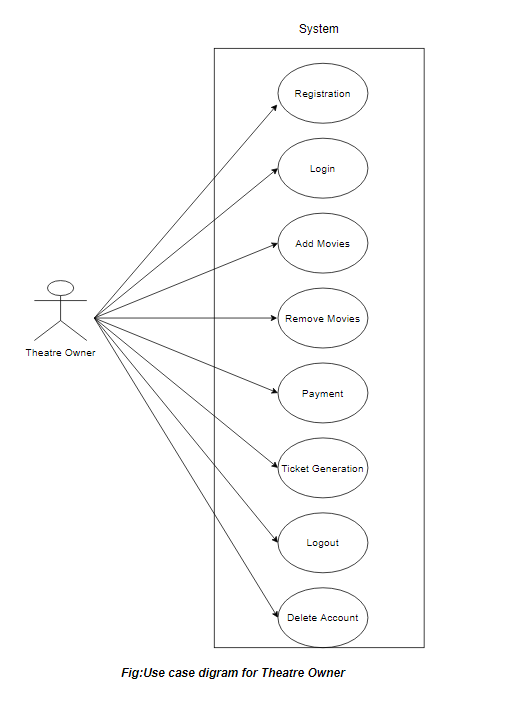 System
Registration
Login
Add Movies
Remove Movies
Theatre Owner
Payment
Ticket Generation
Logout
Delete Account
Fig:Use case digram for Theatre Owner